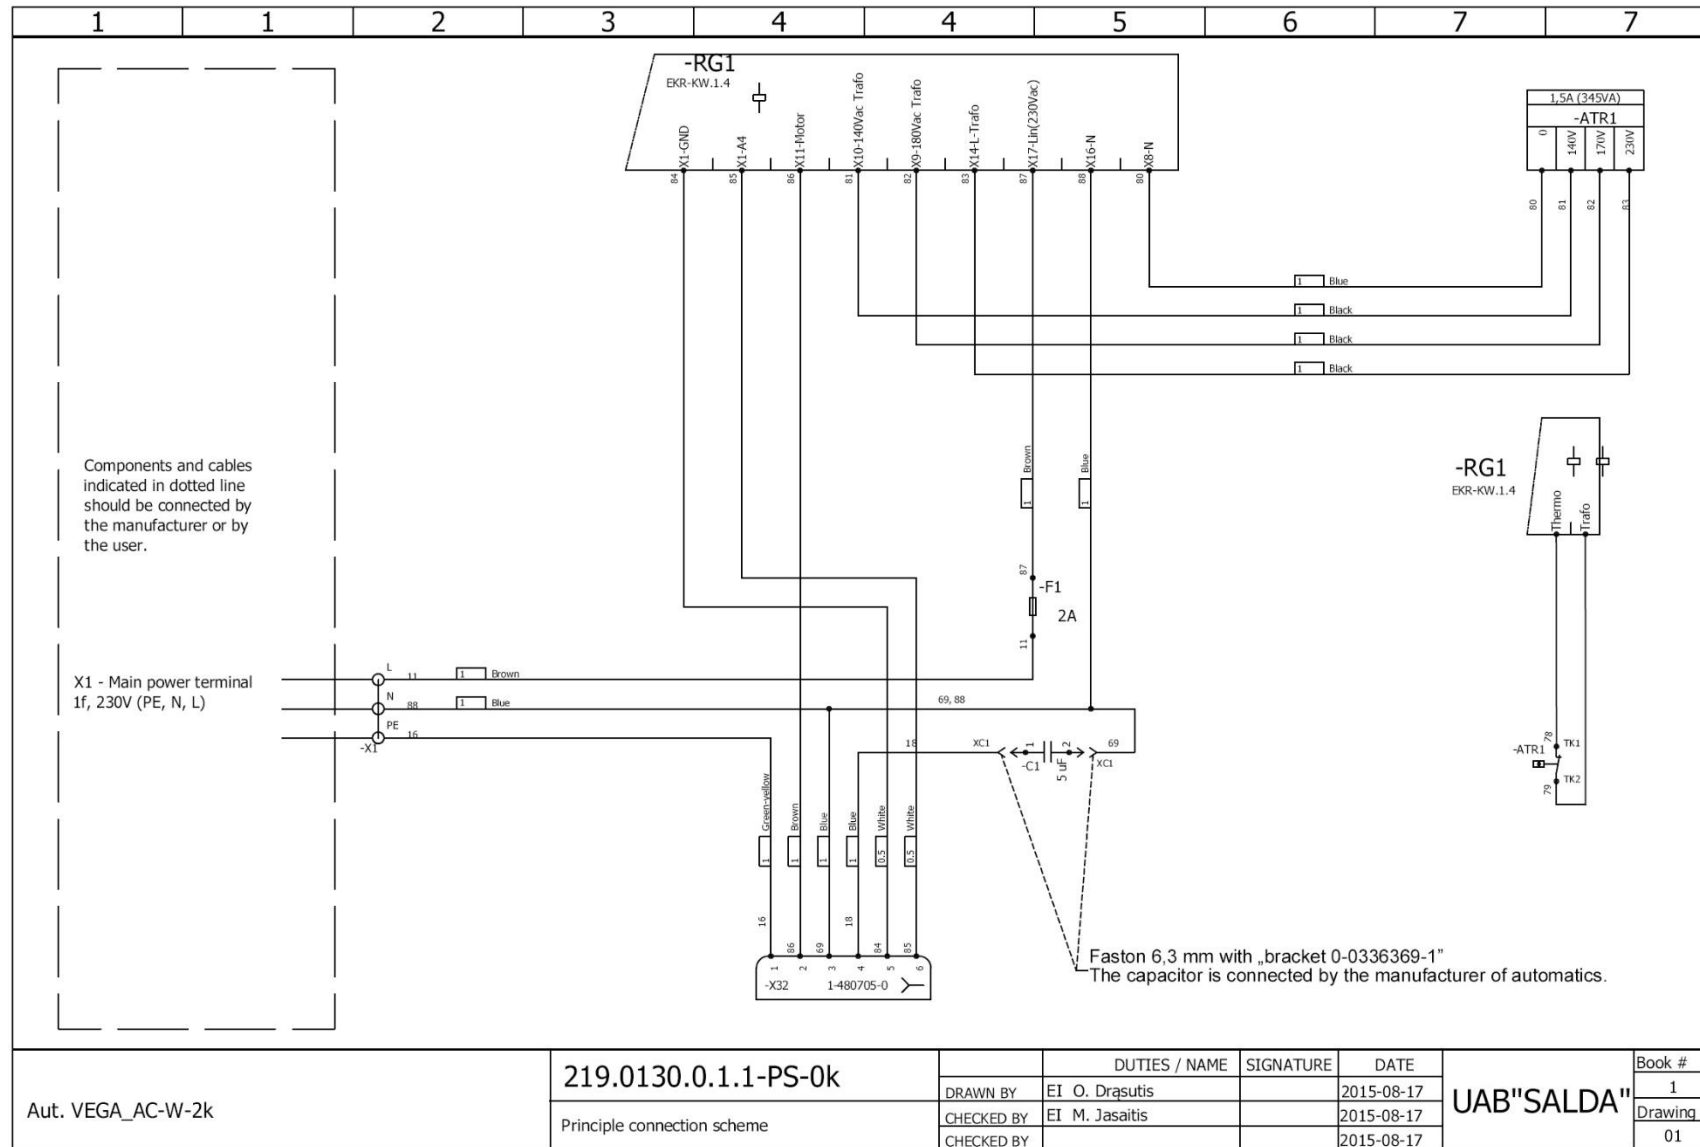 1 1 2 3 4 4 5 6 7 7
-RG1
EKR-KW.1.4
X1-GND
X1-A4
X11-Motor
X10-140Vac Trafo
X9-180Vac Trafo
X14-L-Trafo
X17-Lin(230Vac)
X16-N
X8-N
84 85 86 81 82 83 87 88 80
1,5A (345VA)
-ATR1
0 140V 170V 230V
80 81 82 83
1 Blue
1 Black
1 Black
1 Black
Components and cables
indicated in dotted line
should be connected by
the manufacturer or by
the user.
1 Brown
1 Blue
-RG1
EKR-KW.1.4
Thermo
Trafo
87
-F1
2A
11
X1 - Main power terminal
1f, 230V (PE, N, L)
L 11 1 Brown
N 88 1 Blue
69, 88
PE 16
-X1
18 XC1 1 2 69
-C1 5 uF XC1
78 TK1
-ATR1
79 TK2
1 Green-yellow
1 Brown
1 Blue
1 Blue
0.5 White
0.5 White
16 86 69 18 84 85
1 2 3 4 5 6
-X32 1-480705-0
Faston 6,3 mm with „bracket 0-0336369-1”
The capacitor is connected by the manufacturer of automatics.
Aut. VEGA_AC-W-2k
219.0130.0.1.1-PS-0k
Principle connection scheme
DUTIES / NAME SIGNATURE DATE
DRAWN BY EI O. Drąsutis 2015-08-17
CHECKED BY EI M. Jasaitis 2015-08-17
CHECKED BY 2015-08-17
UAB"SALDA"
Book #
1
Drawing
01